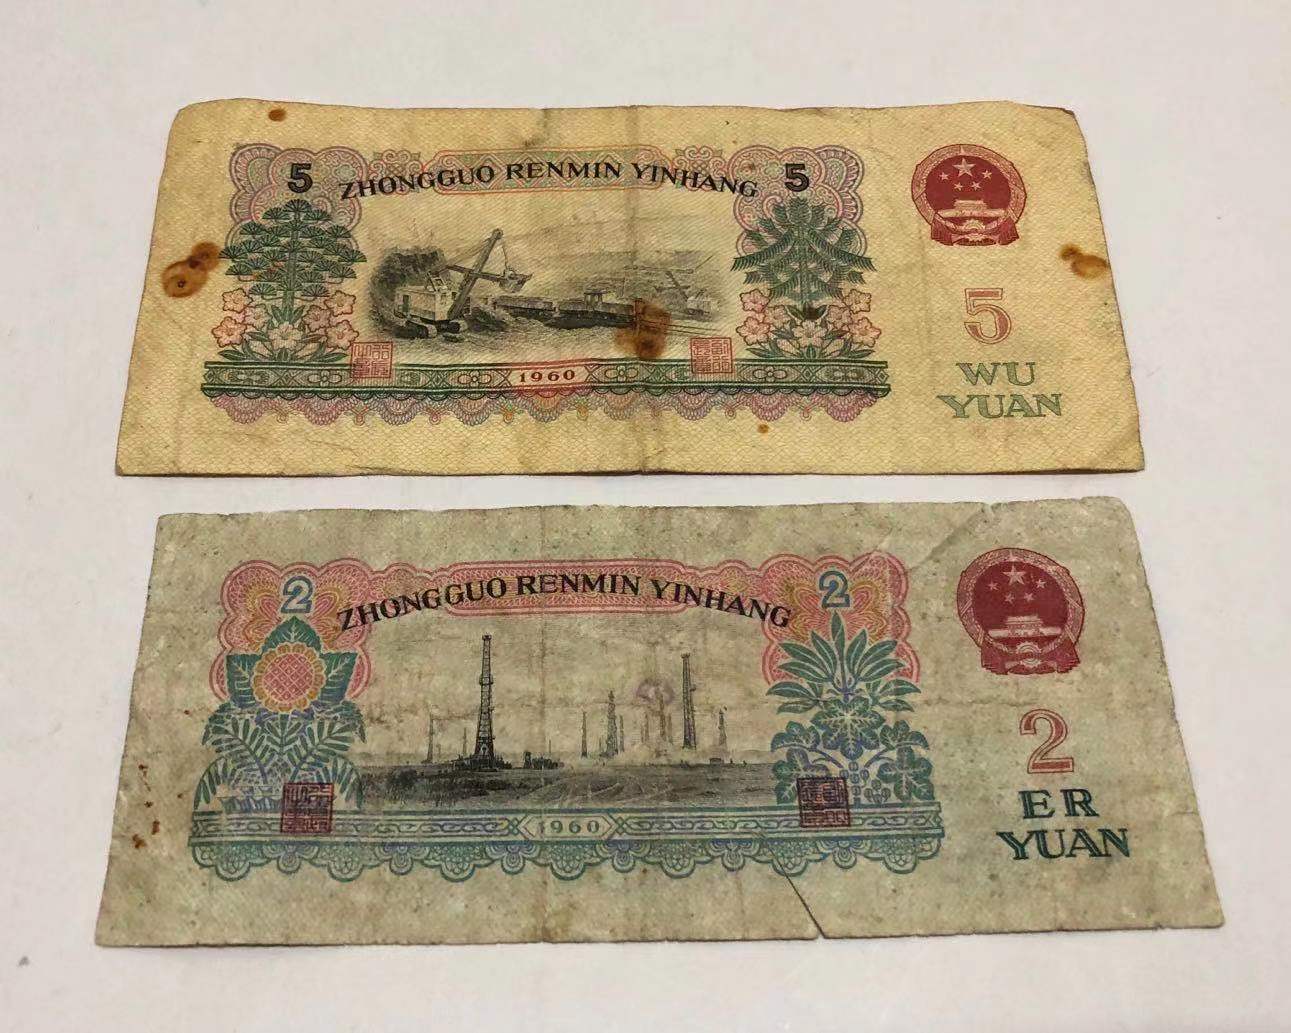 5 ZHONGGUO RENMIN YINHANG 5
5
WU
YUAN
1960
2 ZHONGGUO RENMIN YINHANG 2
2
ER
YUAN
1960